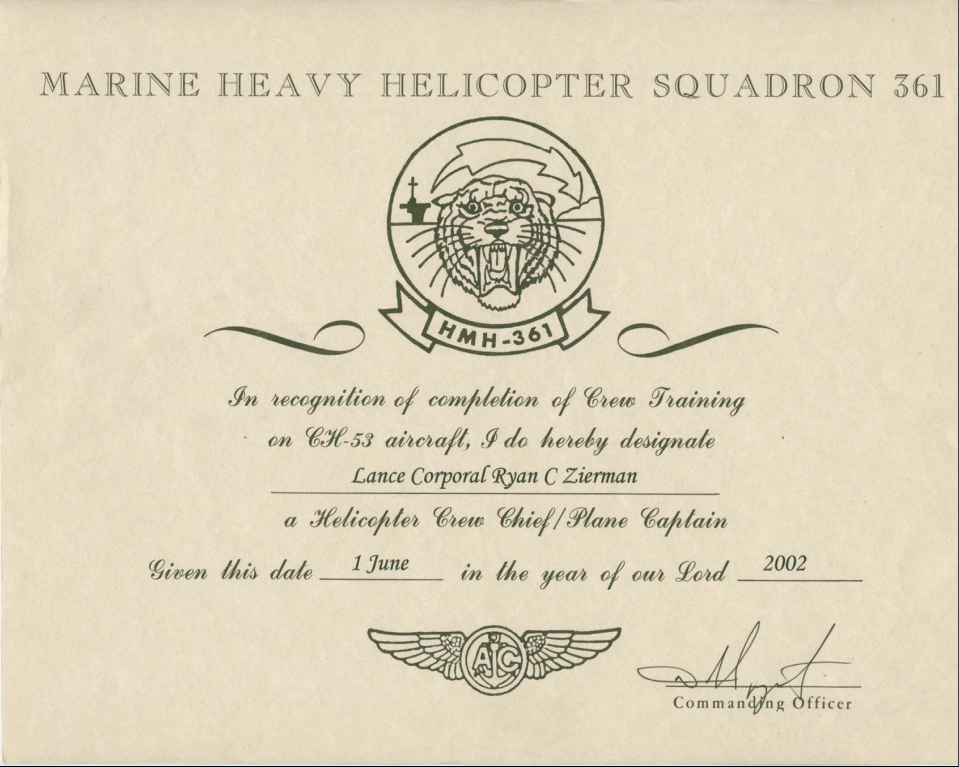 MARINE HEAVY HELICOPTER SQUADRON 361
HMH-361
In recognition of completion of Crew Training
on CH-53 aircraft, I do hereby designate
Lance Corporal Ryan C Zierman
a Helicopter Crew Chief/Plane Captain
Given this date 1 June in the year of our Lord 2002
AC
Commanding Officer